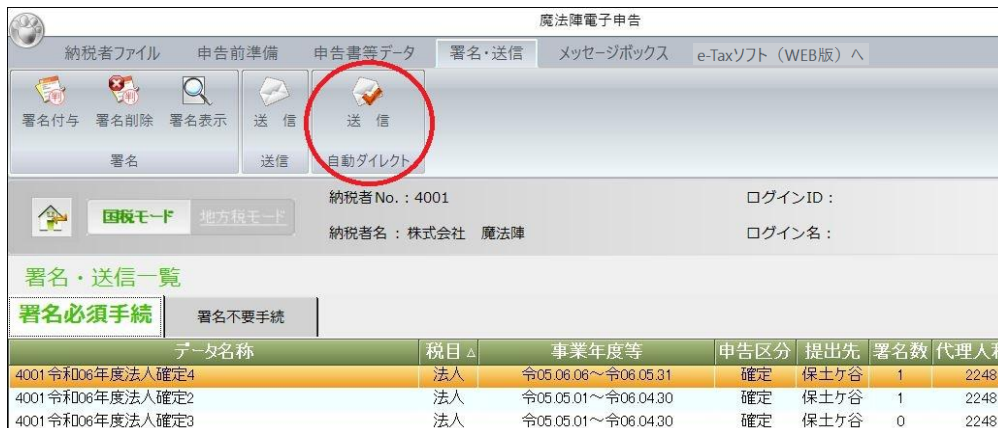 魔法陣電子申告
納税者ファイル 申告前準備 申告書等データ 署名・送信 メッセージボックス e-Taxソフト（WEB版）へ
署名付与 署名削除 署名表示 送 信 送 信
署名 送信 自動ダイレクト
納税者No.：4001 ログインID：
国税モード 地方税モード
納税者名：株式会社 魔法陣 ログイン名：
署名・送信一覧
署名必須手続 署名不要手続
データ名称 税目△ 事業年度等 申告区分 提出先 署名数 代理人
4001令和06年度法人確定4 法人 令05.06.06～令06.05.31 確定 保土ケ谷 1 2248
4001令和06年度法人確定2 法人 令05.05.01～令06.04.30 確定 保土ケ谷 1 2248
4001令和06年度法人確定3 法人 令05.05.01～令06.04.30 確定 保土ケ谷 0 2248